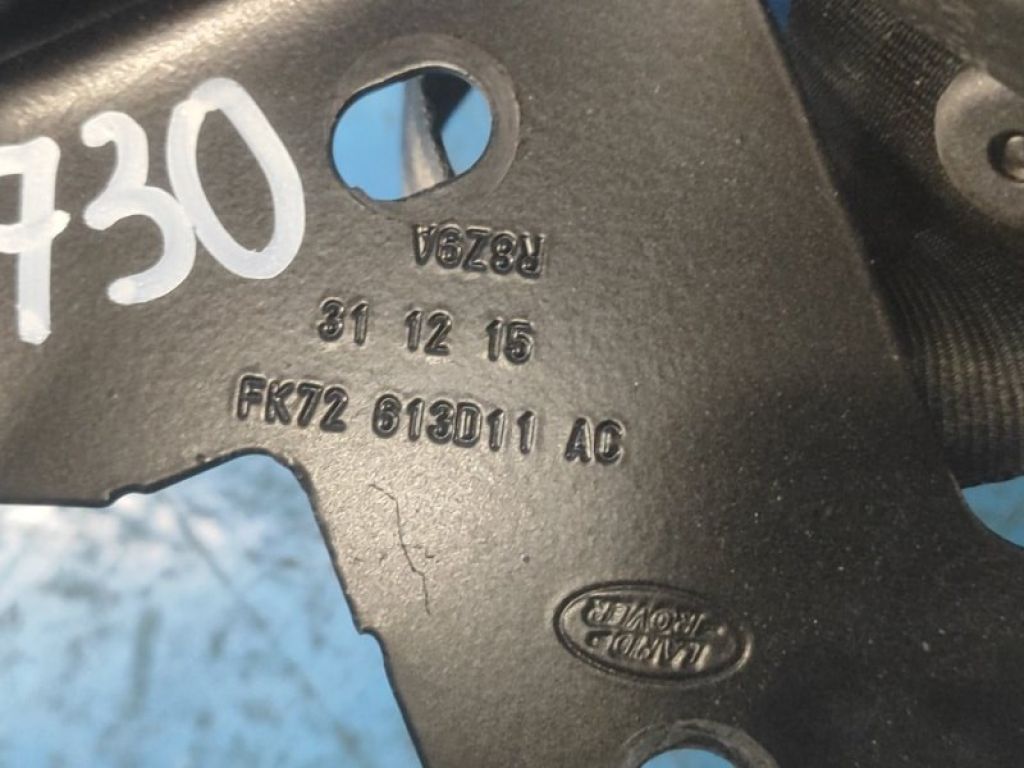 730
R8Z9A
31 12 15
FK72 613D11 AC
LAND
ROVER